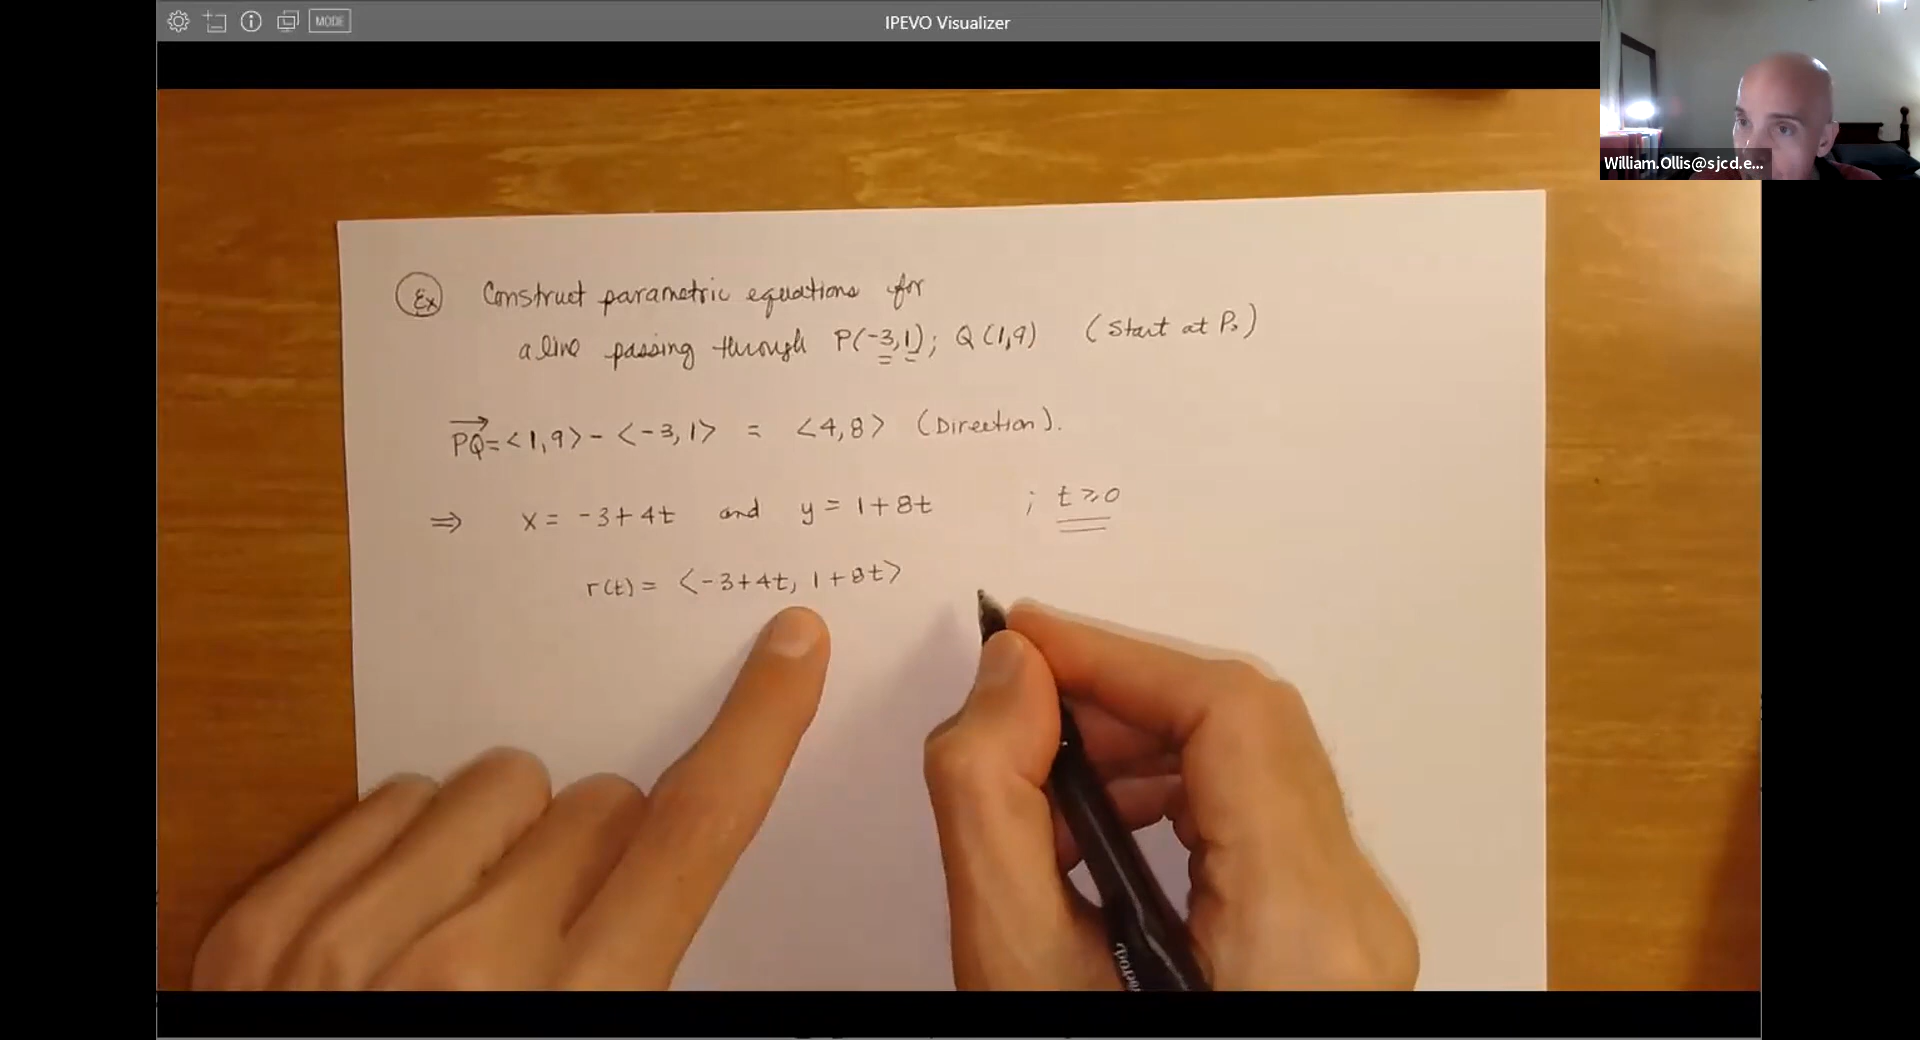 MODE
IPEVO Visualizer
William.Ollis@sjcd.e...
Ex Construct parametric equations for
a line passing through P(-3,1); Q(1,9) (Start at P.)
PQ = <1,9> - <-3,1> = <4,8> (Direction).
⇒ x = -3+4t and y = 1+8t ; t ≥ 0
r(t) = <-3+4t, 1+8t>